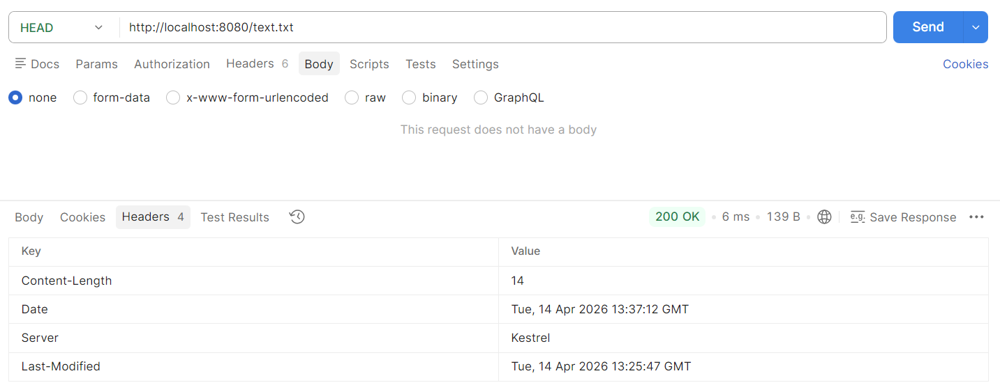 HEAD http://localhost:8080/text.txt Send
Docs Params Authorization Headers 6 Body Scripts Tests Settings Cookies
none form-data x-www-form-urlencoded raw binary GraphQL
This request does not have a body
Body Cookies Headers 4 Test Results 200 OK 6 ms 139 B e.g. Save Response
Key Value
Content-Length 14
Date Tue, 14 Apr 2026 13:37:12 GMT
Server Kestrel
Last-Modified Tue, 14 Apr 2026 13:25:47 GMT